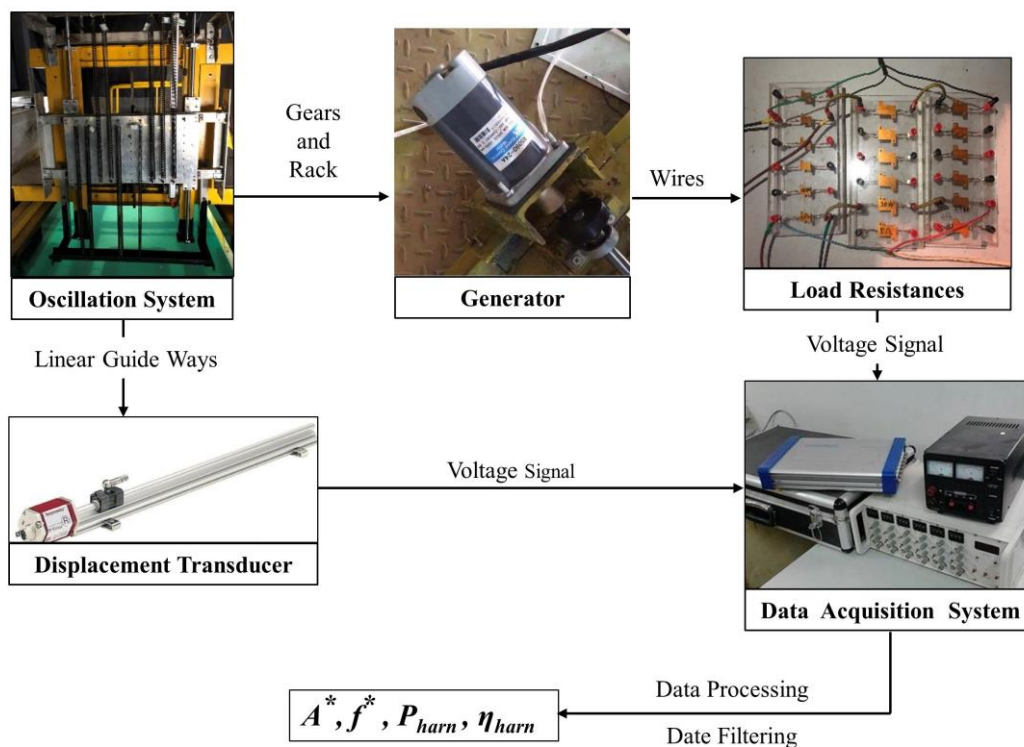 Gears
and
Rack
Wires
Oscillation System
Generator
Load Resistances
Linear Guide Ways
Voltage Signal
Voltage Signal
Displacement Transducer
Data Acquisition System
Data Processing
A*, f*, P_harn, η_harn
Date Filtering